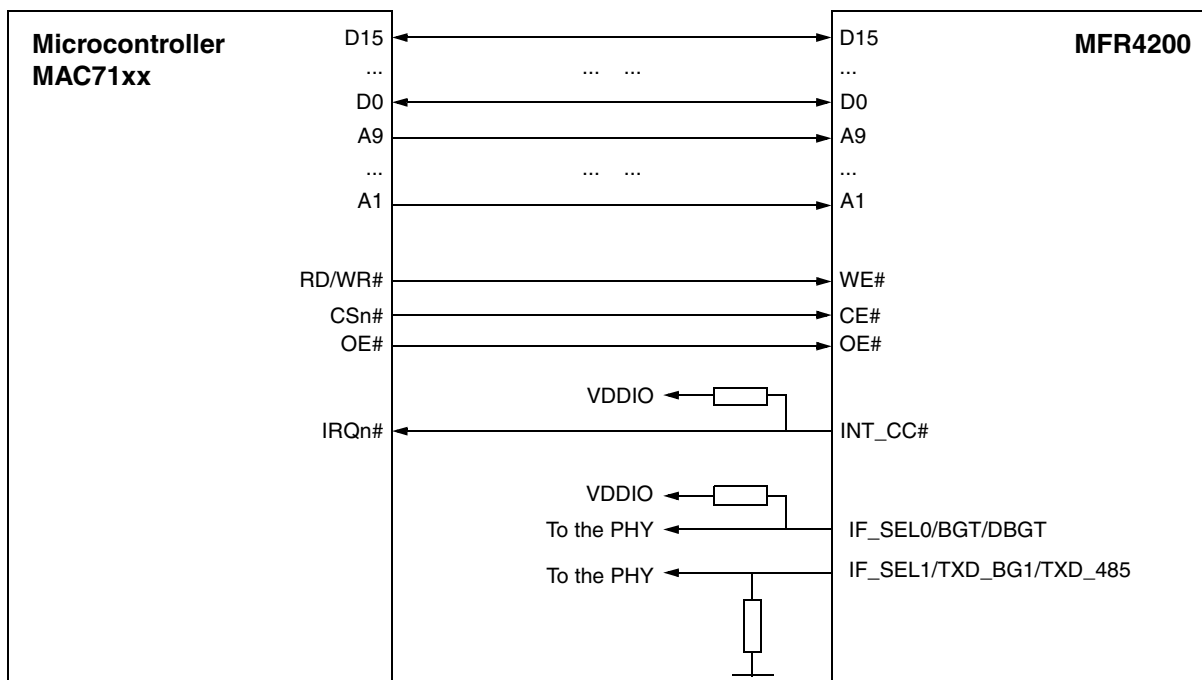 Microcontroller
MAC71xx
MFR4200
D15 D15
... ... ... ...
D0 D0
A9 A9
... ... ... ...
A1 A1
RD/WR# WE#
CSn# CE#
OE# OE#
VDDIO
IRQn# INT_CC#
VDDIO
To the PHY IF_SEL0/BGT/DBGT
To the PHY IF_SEL1/TXD_BG1/TXD_485